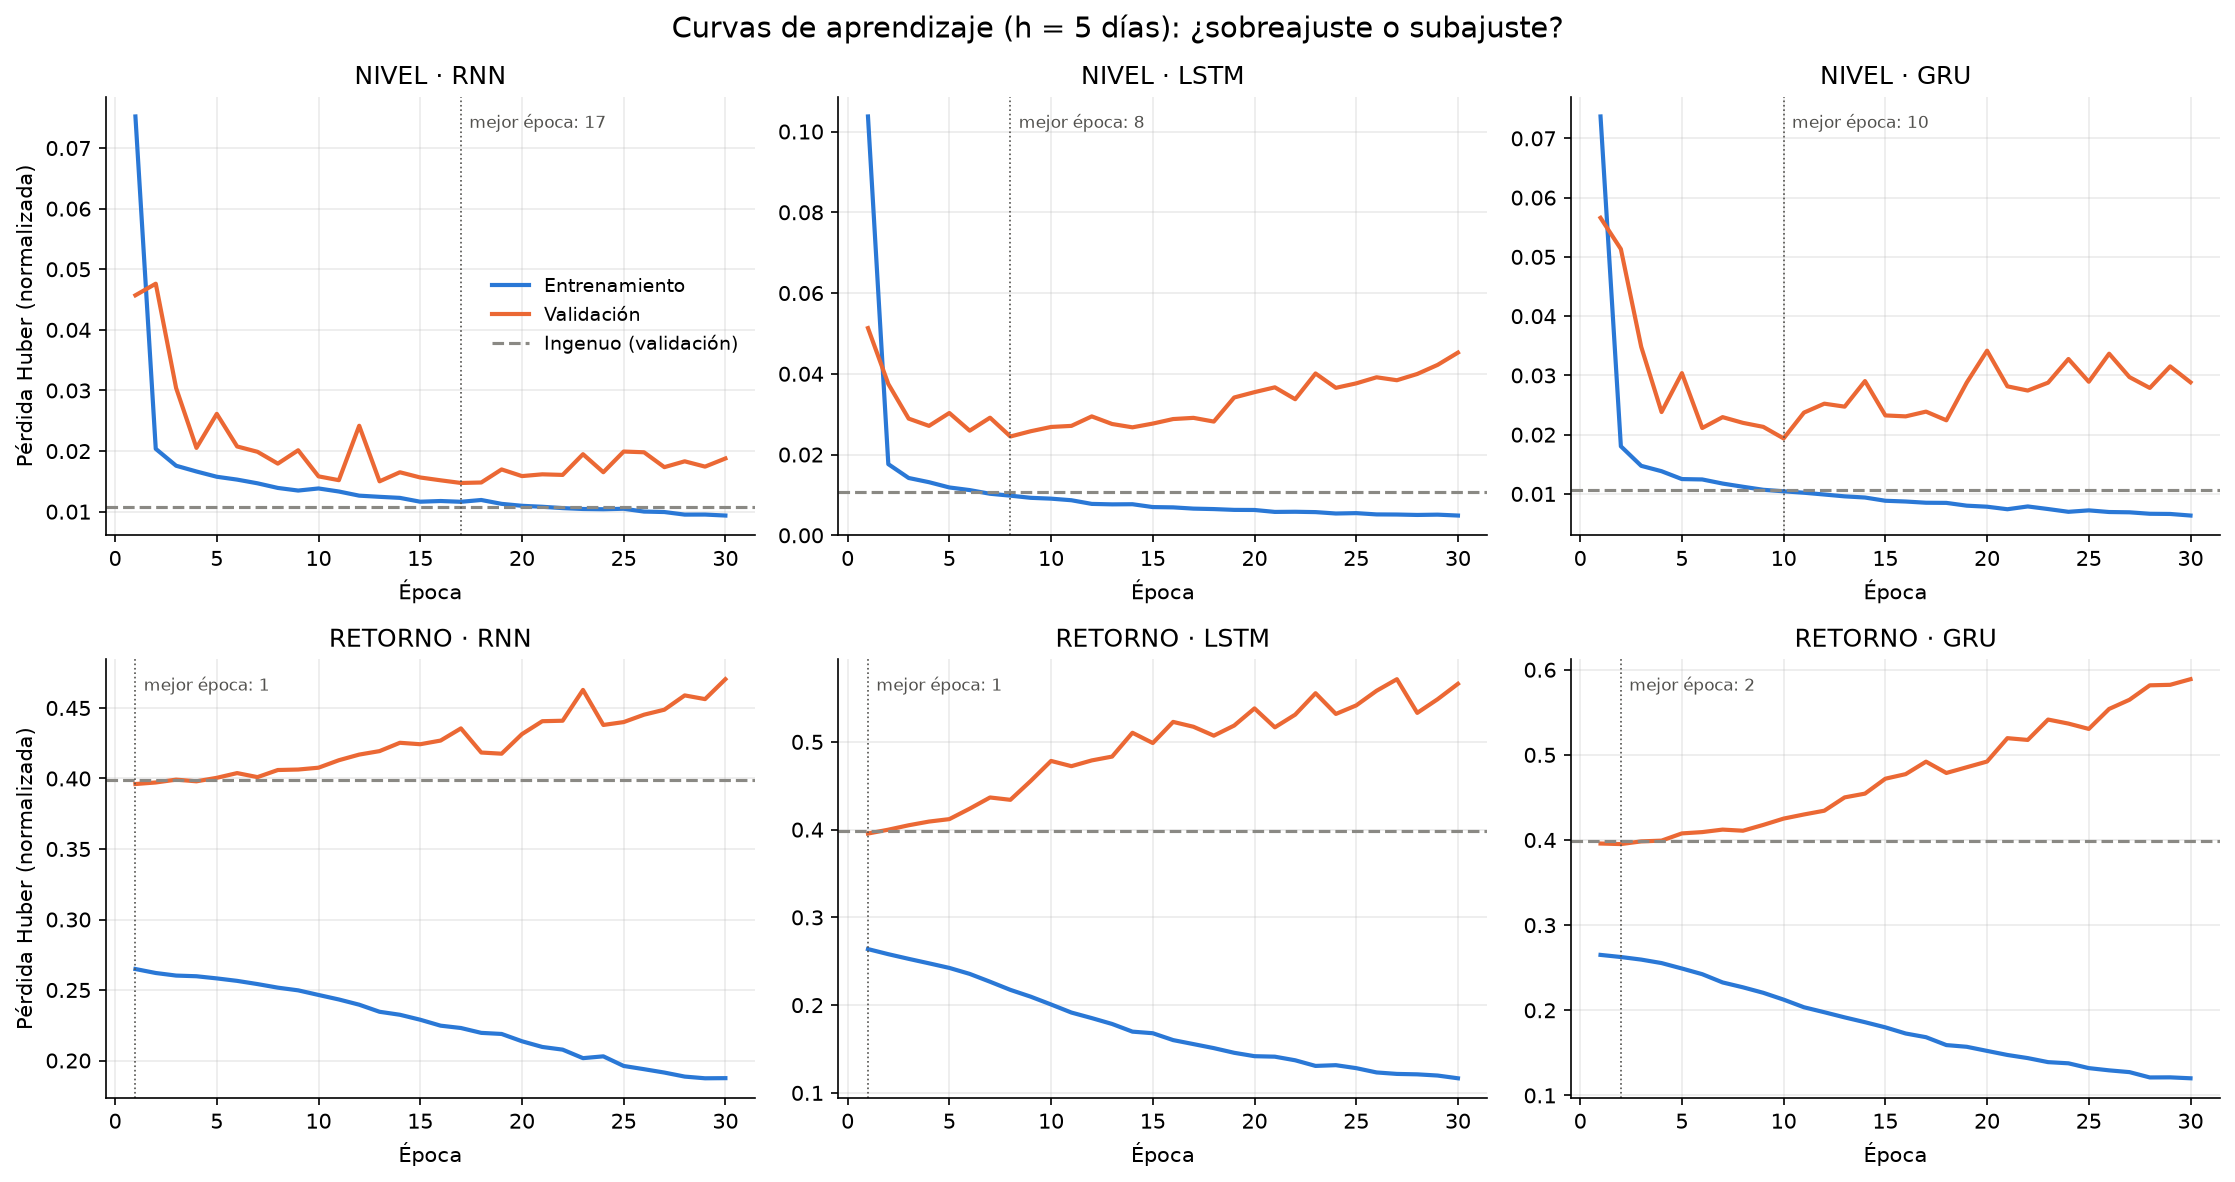 Curvas de aprendizaje (h = 5 días): ¿sobreajuste o subajuste?
NIVEL · RNN
mejor época: 17
Entrenamiento
Validación
Ingenuo (validación)
Pérdida Huber (normalizada)
0.07
0.06
0.05
0.04
0.03
0.02
0.01
0 5 10 15 20 25 30
Época
NIVEL · LSTM
mejor época: 8
0.10
0.08
0.06
0.04
0.02
0.00
0 5 10 15 20 25 30
Época
NIVEL · GRU
mejor época: 10
0.07
0.06
0.05
0.04
0.03
0.02
0.01
0 5 10 15 20 25 30
Época
RETORNO · RNN
mejor época: 1
Pérdida Huber (normalizada)
0.45
0.40
0.35
0.30
0.25
0.20
0 5 10 15 20 25 30
Época
RETORNO · LSTM
mejor época: 1
0.5
0.4
0.3
0.2
0.1
0 5 10 15 20 25 30
Época
RETORNO · GRU
mejor época: 2
0.6
0.5
0.4
0.3
0.2
0.1
0 5 10 15 20 25 30
Época